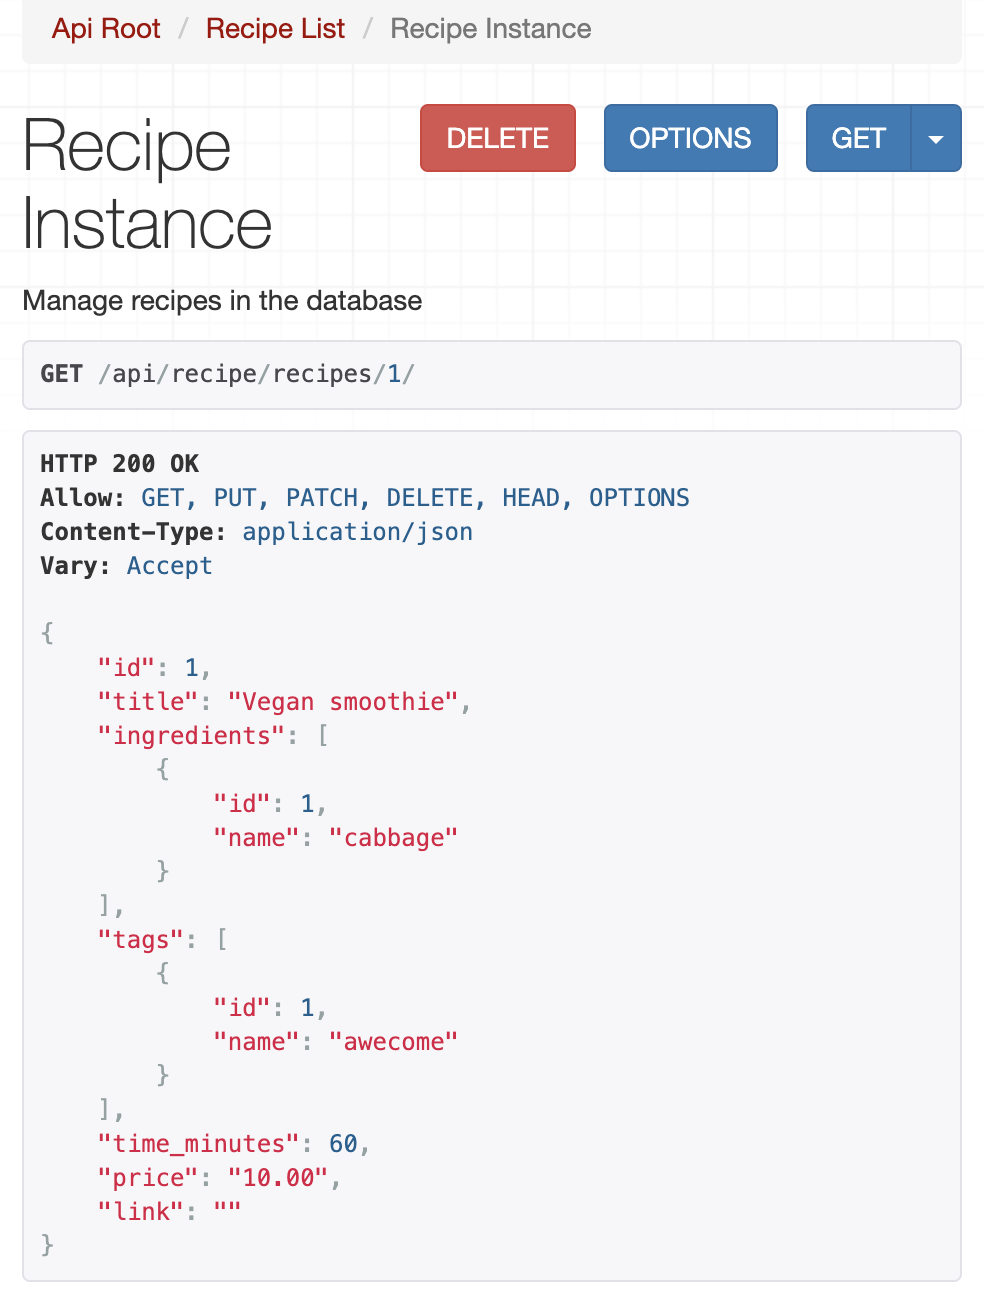 Api Root / Recipe List / Recipe Instance
Recipe
Instance
DELETE
OPTIONS
GET
Manage recipes in the database
GET /api/recipe/recipes/1/
HTTP 200 OK
Allow: GET, PUT, PATCH, DELETE, HEAD, OPTIONS
Content-Type: application/json
Vary: Accept
{
    "id": 1,
    "title": "Vegan smoothie",
    "ingredients": [
        {
            "id": 1,
            "name": "cabbage"
        }
    ],
    "tags": [
        {
            "id": 1,
            "name": "awecome"
        }
    ],
    "time_minutes": 60,
    "price": "10.00",
    "link": ""
}